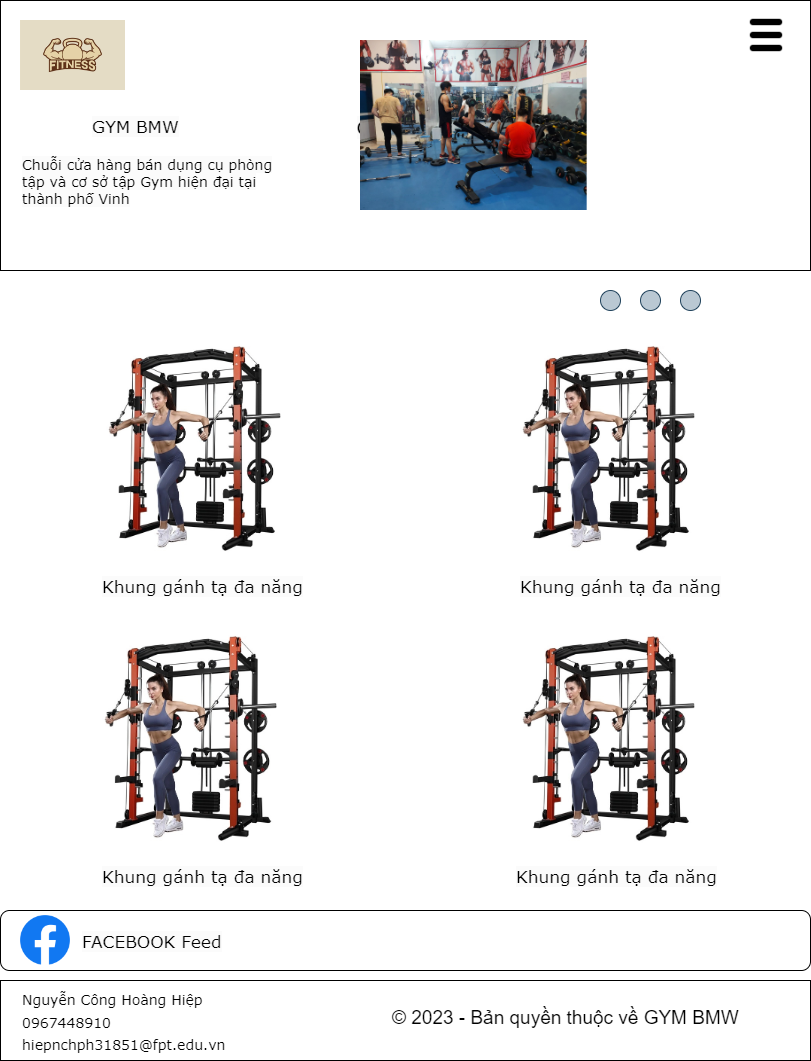 FITNESS
GYM BMW
Chuỗi cửa hàng bán dụng cụ phòng
tập và cơ sở tập Gym hiện đại tại
thành phố Vinh
Khung gánh tạ đa năng
Khung gánh tạ đa năng
Khung gánh tạ đa năng
Khung gánh tạ đa năng
FACEBOOK Feed
Nguyễn Công Hoàng Hiệp
0967448910
hiepnchph31851@fpt.edu.vn
© 2023 - Bản quyền thuộc về GYM BMW